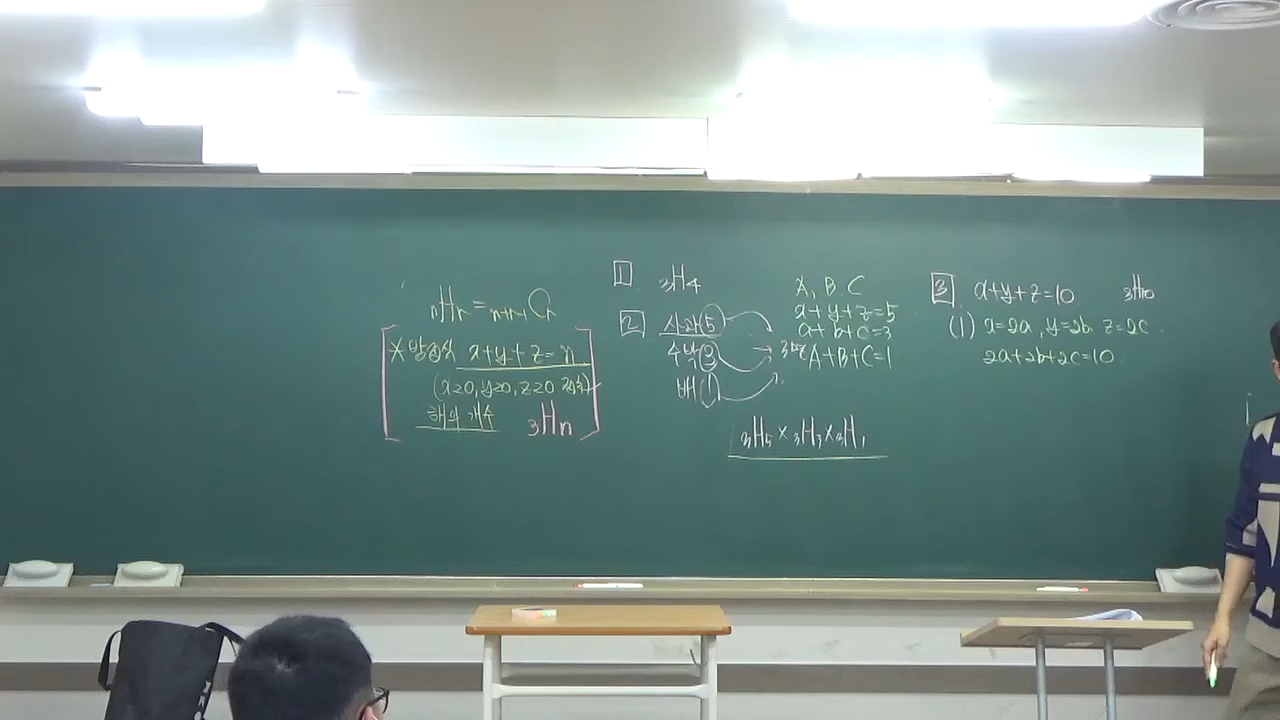 nHr = n+r-1Cr
※방정식 x+y+z=n
(x≥0, y≥0, z≥0 정수)
해의 개수 3Hn
1 3H4
2 사과(5)
수박(3)
배(1)
3명
A, B, C
x+y+z=5
a+b+c=3
A+B+C=1
3H5 × 3H3 × 3H1
3 x+y+z=10 3H10
(1) x=2a, y=2b, z=2c
2a+2b+2c=10.